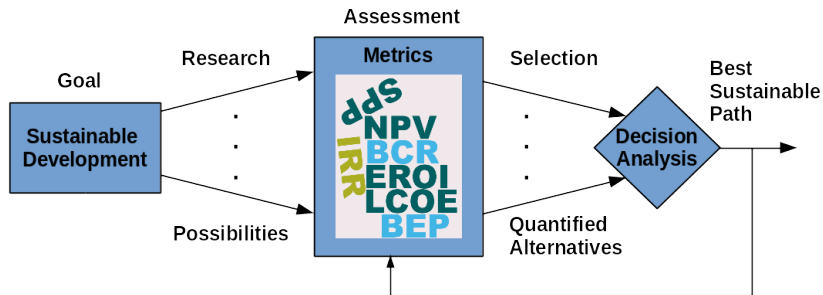 Assessment
Goal
Research
Metrics
Selection
Best
Sustainable
Path
Sustainable
Development
SPP
NPV
BCR
IRR
EROI
LCOE
BEP
Decision
Analysis
Possibilities
Quantified
Alternatives